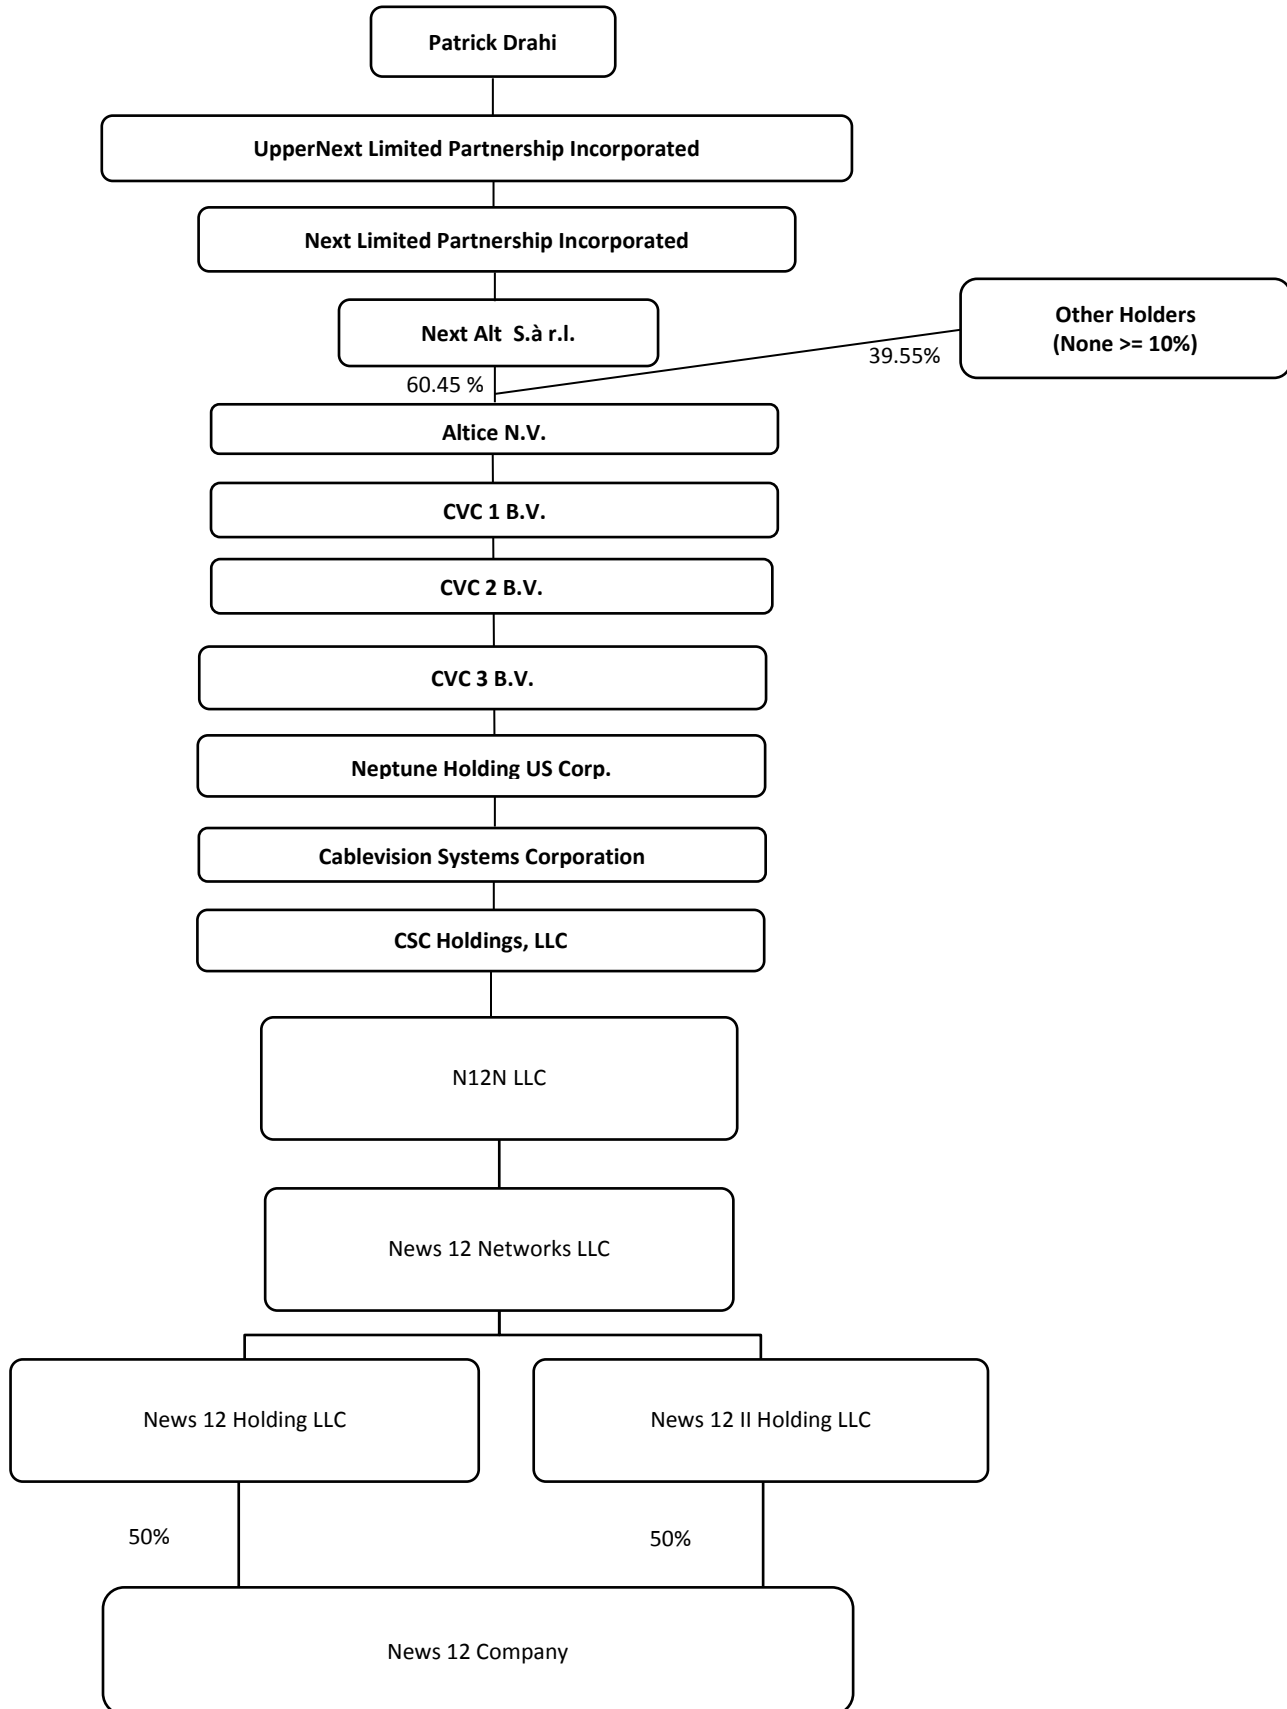 Patrick Drahi
UpperNext Limited Partnership Incorporated
Next Limited Partnership Incorporated
Next Alt S.à r.l.
Other Holders
(None >= 10%)
39.55%
60.45 %
Altice N.V.
CVC 1 B.V.
CVC 2 B.V.
CVC 3 B.V.
Neptune Holding US Corp.
Cablevision Systems Corporation
CSC Holdings, LLC
N12N LLC
News 12 Networks LLC
News 12 Holding LLC
News 12 II Holding LLC
50%
50%
News 12 Company